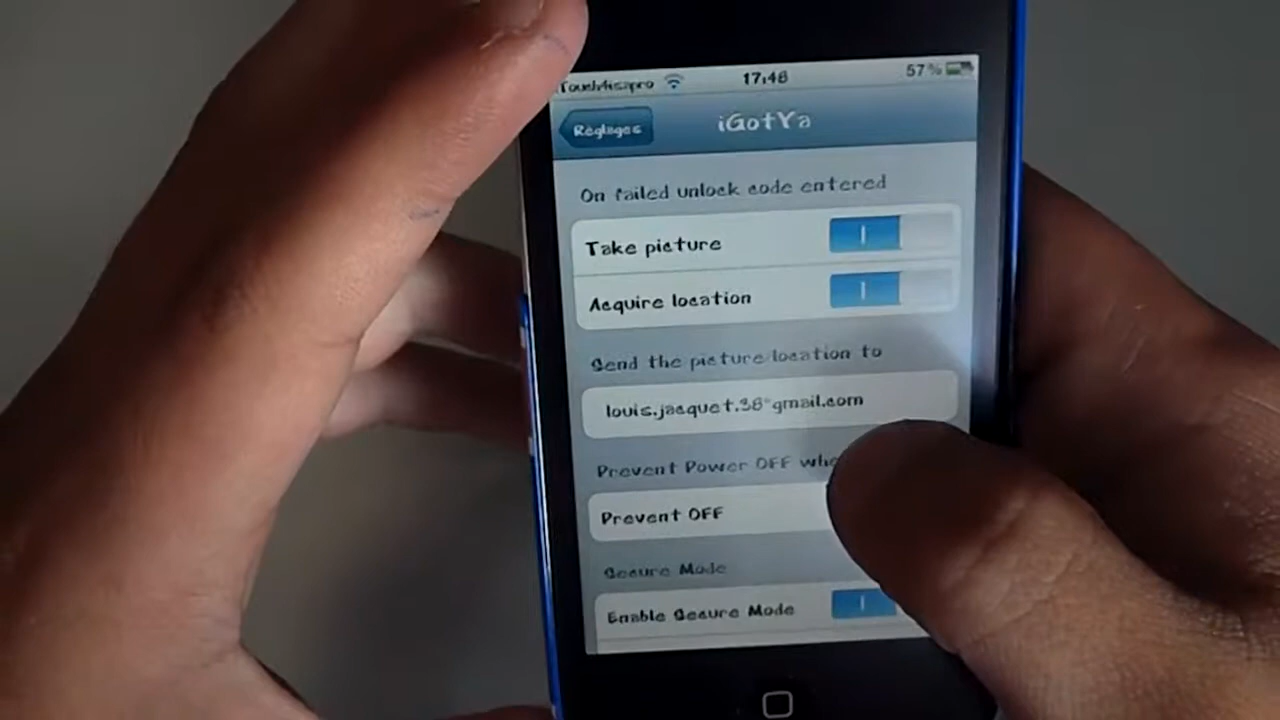 17:48 57%
Réglages iGotYa
On failed unlock code entered
Take picture
Acquire location
Send the picture/location to
louis.jacquet.38@gmail.com
Prevent Power OFF
Prevent OFF
Secure Mode
Enable Secure Mode